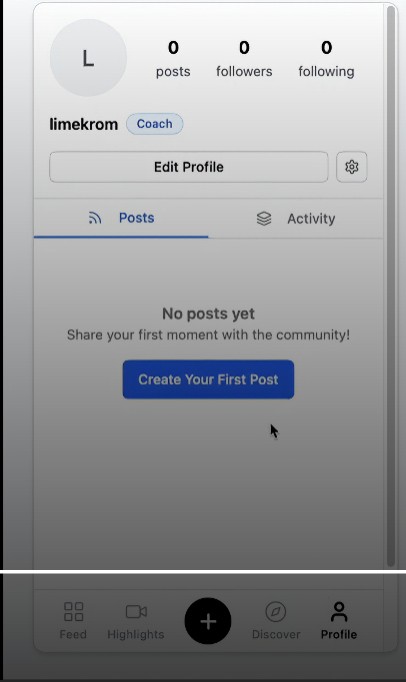 L
0 0 0
posts followers following
limekrom Coach
Edit Profile
Posts Activity
No posts yet
Share your first moment with the community!
Create Your First Post
Feed Highlights Discover Profile